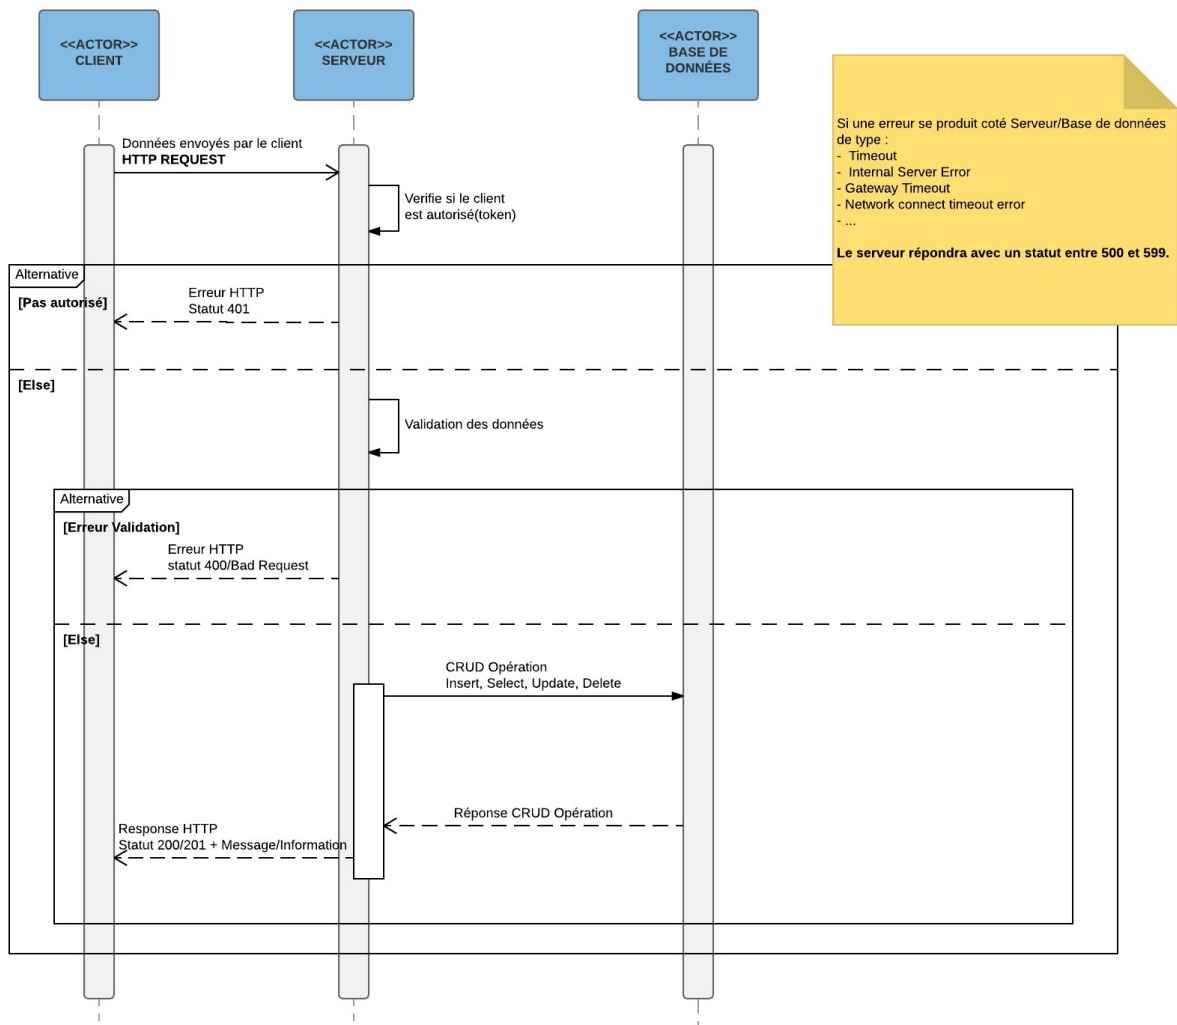 <<ACTOR>>
CLIENT
<<ACTOR>>
SERVEUR
<<ACTOR>>
BASE DE
DONNÉES
Si une erreur se produit coté Serveur/Base de données
de type :
- Timeout
- Internal Server Error
- Gateway Timeout
- Network connect timeout error
- ...
Le serveur répondra avec un statut entre 500 et 599.
Données envoyés par le client
HTTP REQUEST
Verifie si le client
est autorisé(token)
Alternative
[Pas autorisé]
Erreur HTTP
Statut 401
[Else]
Validation des données
Alternative
[Erreur Validation]
Erreur HTTP
statut 400/Bad Request
[Else]
CRUD Opération
Insert, Select, Update, Delete
Réponse CRUD Opération
Response HTTP
Statut 200/201 + Message/Information